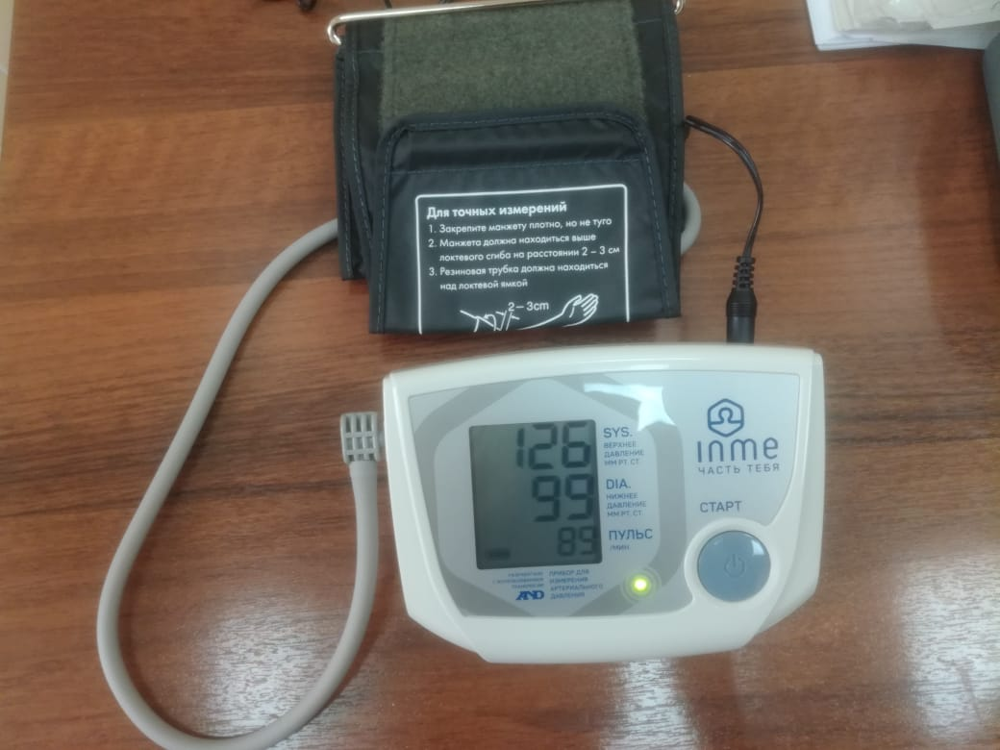 Для точных измерений
1. Закрепите манжету плотно, но не туго
2. Манжета должна находиться выше
локтевого сгиба на расстоянии 2 – 3 см
3. Резиновая трубка должна находиться
над локтевой ямкой
2 – 3cm
126
SYS.
ВЕРХНЕЕ
ДАВЛЕНИЕ
ММ РТ. СТ.
99
DIA.
НИЖНЕЕ
ДАВЛЕНИЕ
ММ РТ. СТ.
89
ПУЛЬС
/МИН.
inme
ЧАСТЬ ТЕБЯ
СТАРТ
AND
ПРИБОР ДЛЯ
ИЗМЕРЕНИЯ
АРТЕРИАЛЬНОГО
ДАВЛЕНИЯ